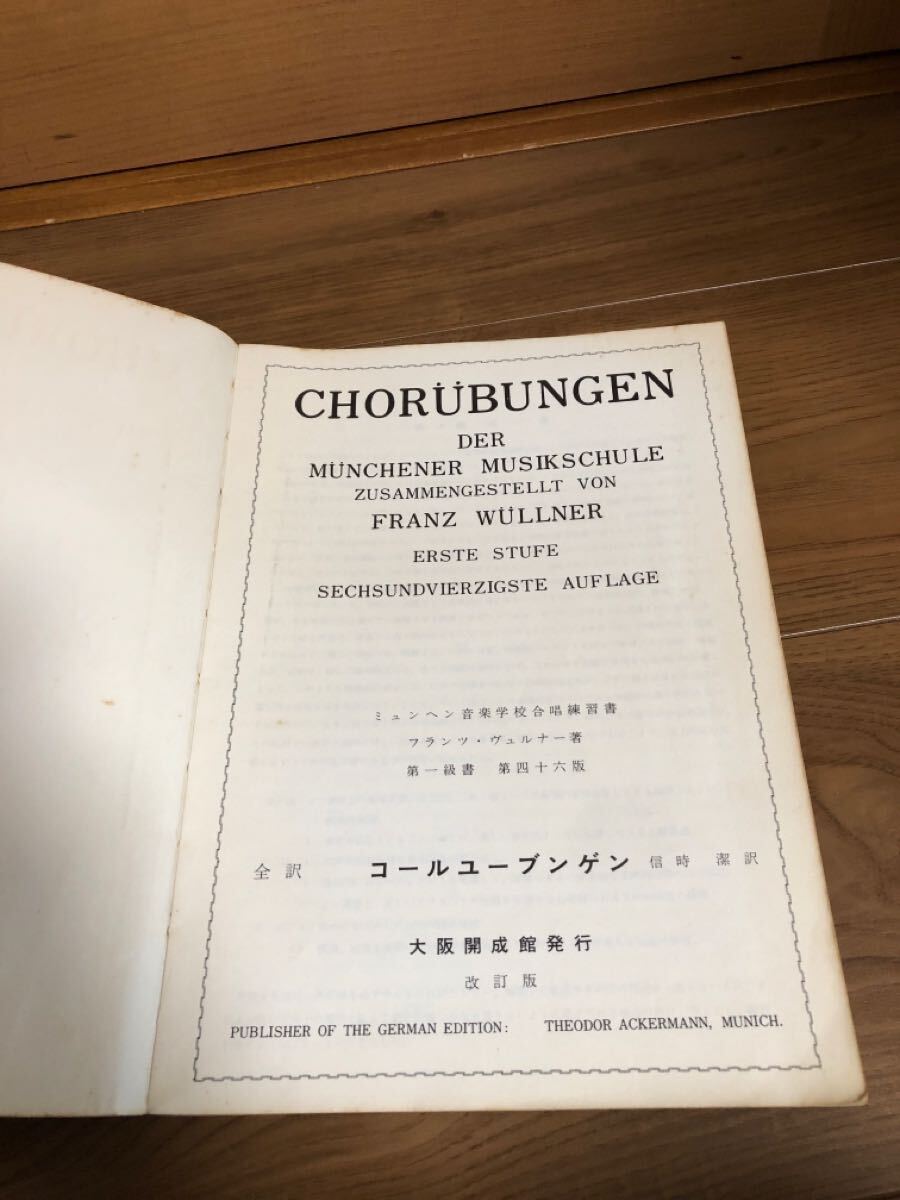 CHORÜBUNGEN
DER
MÜNCHENER MUSIKSCHULE
ZUSAMMENGESTELLT VON
FRANZ WÜLLNER
ERSTE STUFE
SECHSUNDVIERZIGSTE AUFLAGE
ミュンヘン音楽学校合唱練習書
フランツ・ヴュルナー著
第一級書 第四十六版
全訳 コールユーブンゲン 信時 潔訳
大阪開成館発行
改訂版
PUBLISHER OF THE GERMAN EDITION: THEODOR ACKERMANN, MUNICH.